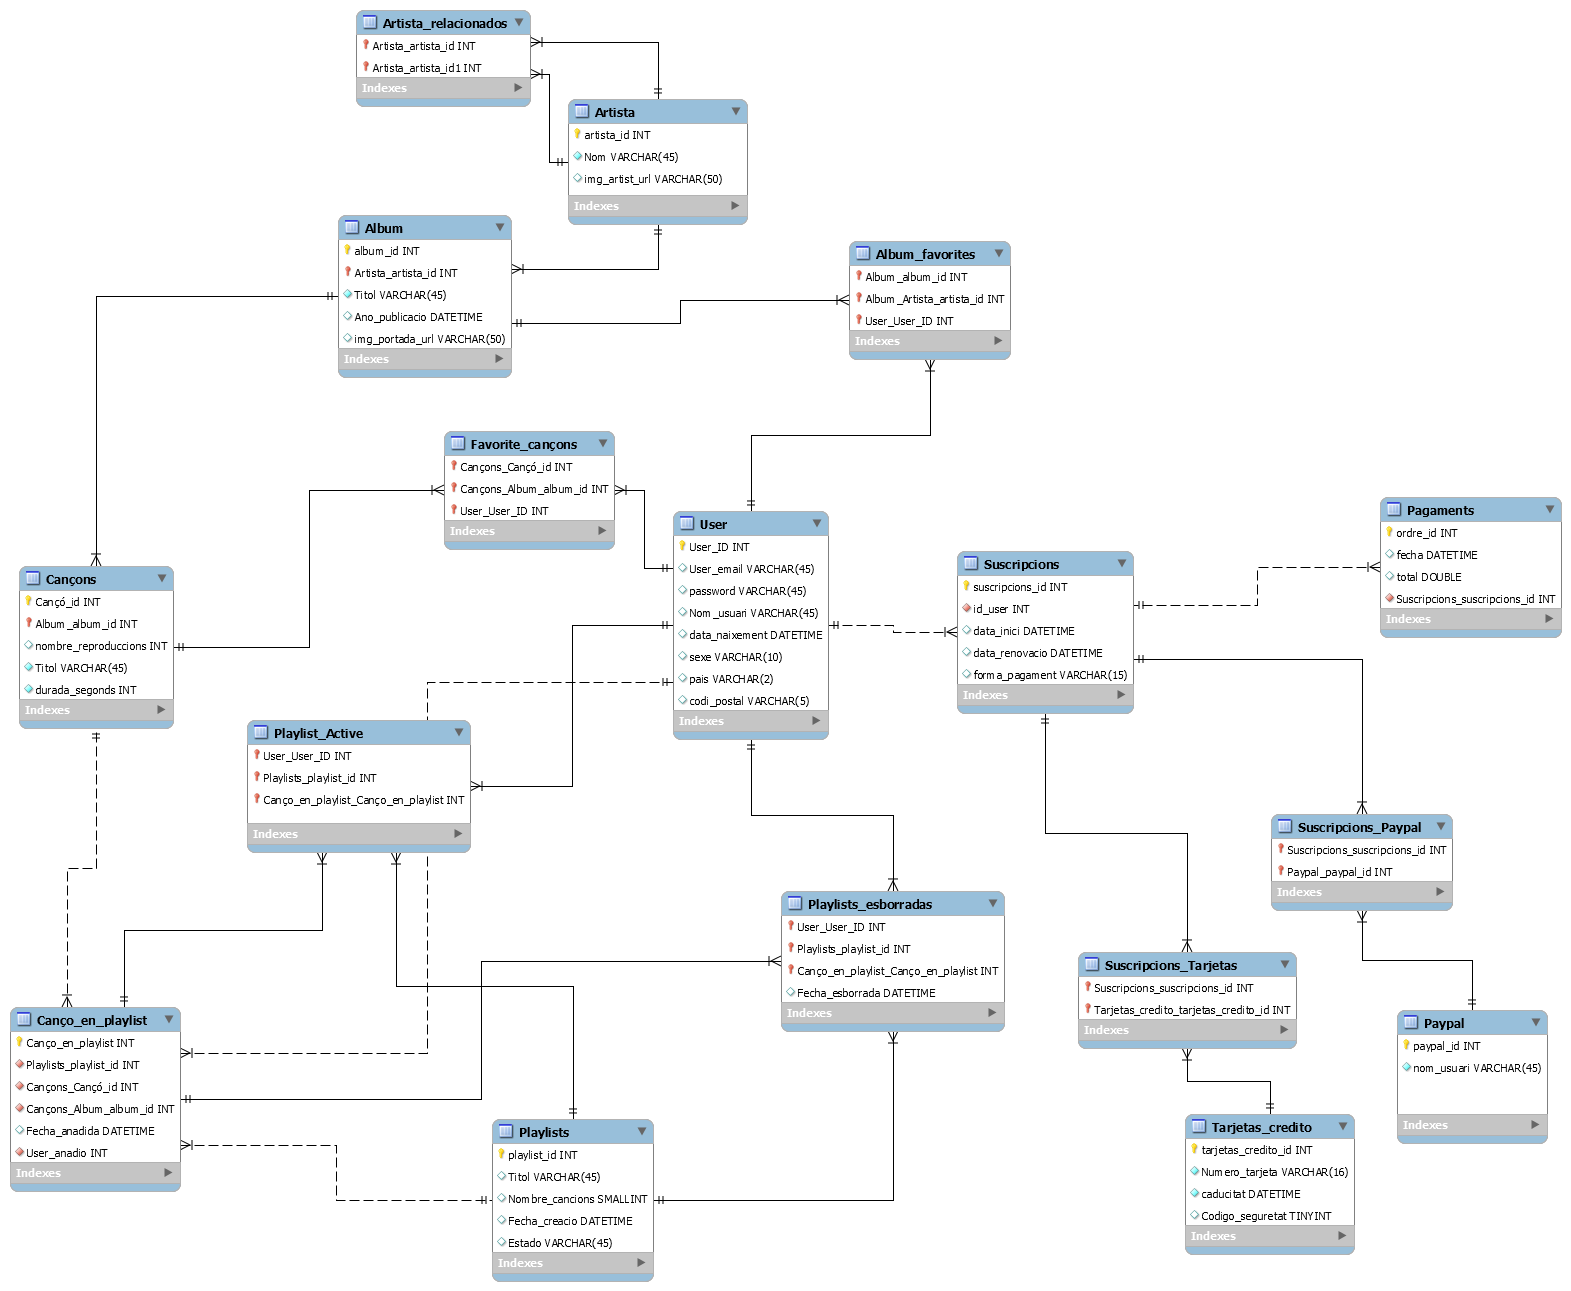 Artista_relacionados
Artista_artista_id INT
Artista_artista_id1 INT
Indexes
Artista
artista_id INT
Nom VARCHAR(45)
img_artist_url VARCHAR(50)
Indexes
Album
album_id INT
Artista_artista_id INT
Titol VARCHAR(45)
Ano_publicacio DATETIME
img_portada_url VARCHAR(50)
Indexes
Album_favorites
Album_album_id INT
Album_Artista_artista_id INT
User_User_ID INT
Indexes
Favorite_cançons
Cançons_Cançó_id INT
Cançons_Album_album_id INT
User_User_ID INT
Indexes
User
User_ID INT
User_email VARCHAR(45)
password VARCHAR(45)
Nom_usuari VARCHAR(45)
data_naixement DATETIME
sexe VARCHAR(10)
pais VARCHAR(2)
codi_postal VARCHAR(5)
Indexes
Suscripcions
suscripcions_id INT
id_user INT
data_inici DATETIME
data_renovacio DATETIME
forma_pagament VARCHAR(15)
Indexes
Pagaments
ordre_id INT
fecha DATETIME
total DOUBLE
Suscripcions_suscripcions_id INT
Indexes
Cançons
Cançó_id INT
Album_album_id INT
nombre_reproduccions INT
Titol VARCHAR(45)
durada_segonds INT
Indexes
Playlist_Active
User_User_ID INT
Playlists_playlist_id INT
Canço_en_playlist_Canço_en_playlist INT
Indexes
Suscripcions_Paypal
Suscripcions_suscripcions_id INT
Paypal_paypal_id INT
Indexes
Playlists_esborradas
User_User_ID INT
Playlists_playlist_id INT
Canço_en_playlist_Canço_en_playlist INT
Fecha_esborrada DATETIME
Indexes
Suscripcions_Tarjetas
Suscripcions_suscripcions_id INT
Tarjetas_credito_tarjetas_credito_id INT
Indexes
Canço_en_playlist
Canço_en_playlist INT
Playlists_playlist_id INT
Cançons_Cançó_id INT
Cançons_Album_album_id INT
Fecha_anadida DATETIME
User_anadio INT
Indexes
Paypal
paypal_id INT
nom_usuari VARCHAR(45)
Indexes
Playlists
playlist_id INT
Titol VARCHAR(45)
Nombre_cancions SMALLINT
Fecha_creacio DATETIME
Estado VARCHAR(45)
Indexes
Tarjetas_credito
tarjetas_credito_id INT
Numero_tarjeta VARCHAR(16)
caducitat DATETIME
Codigo_seguretat TINYINT
Indexes